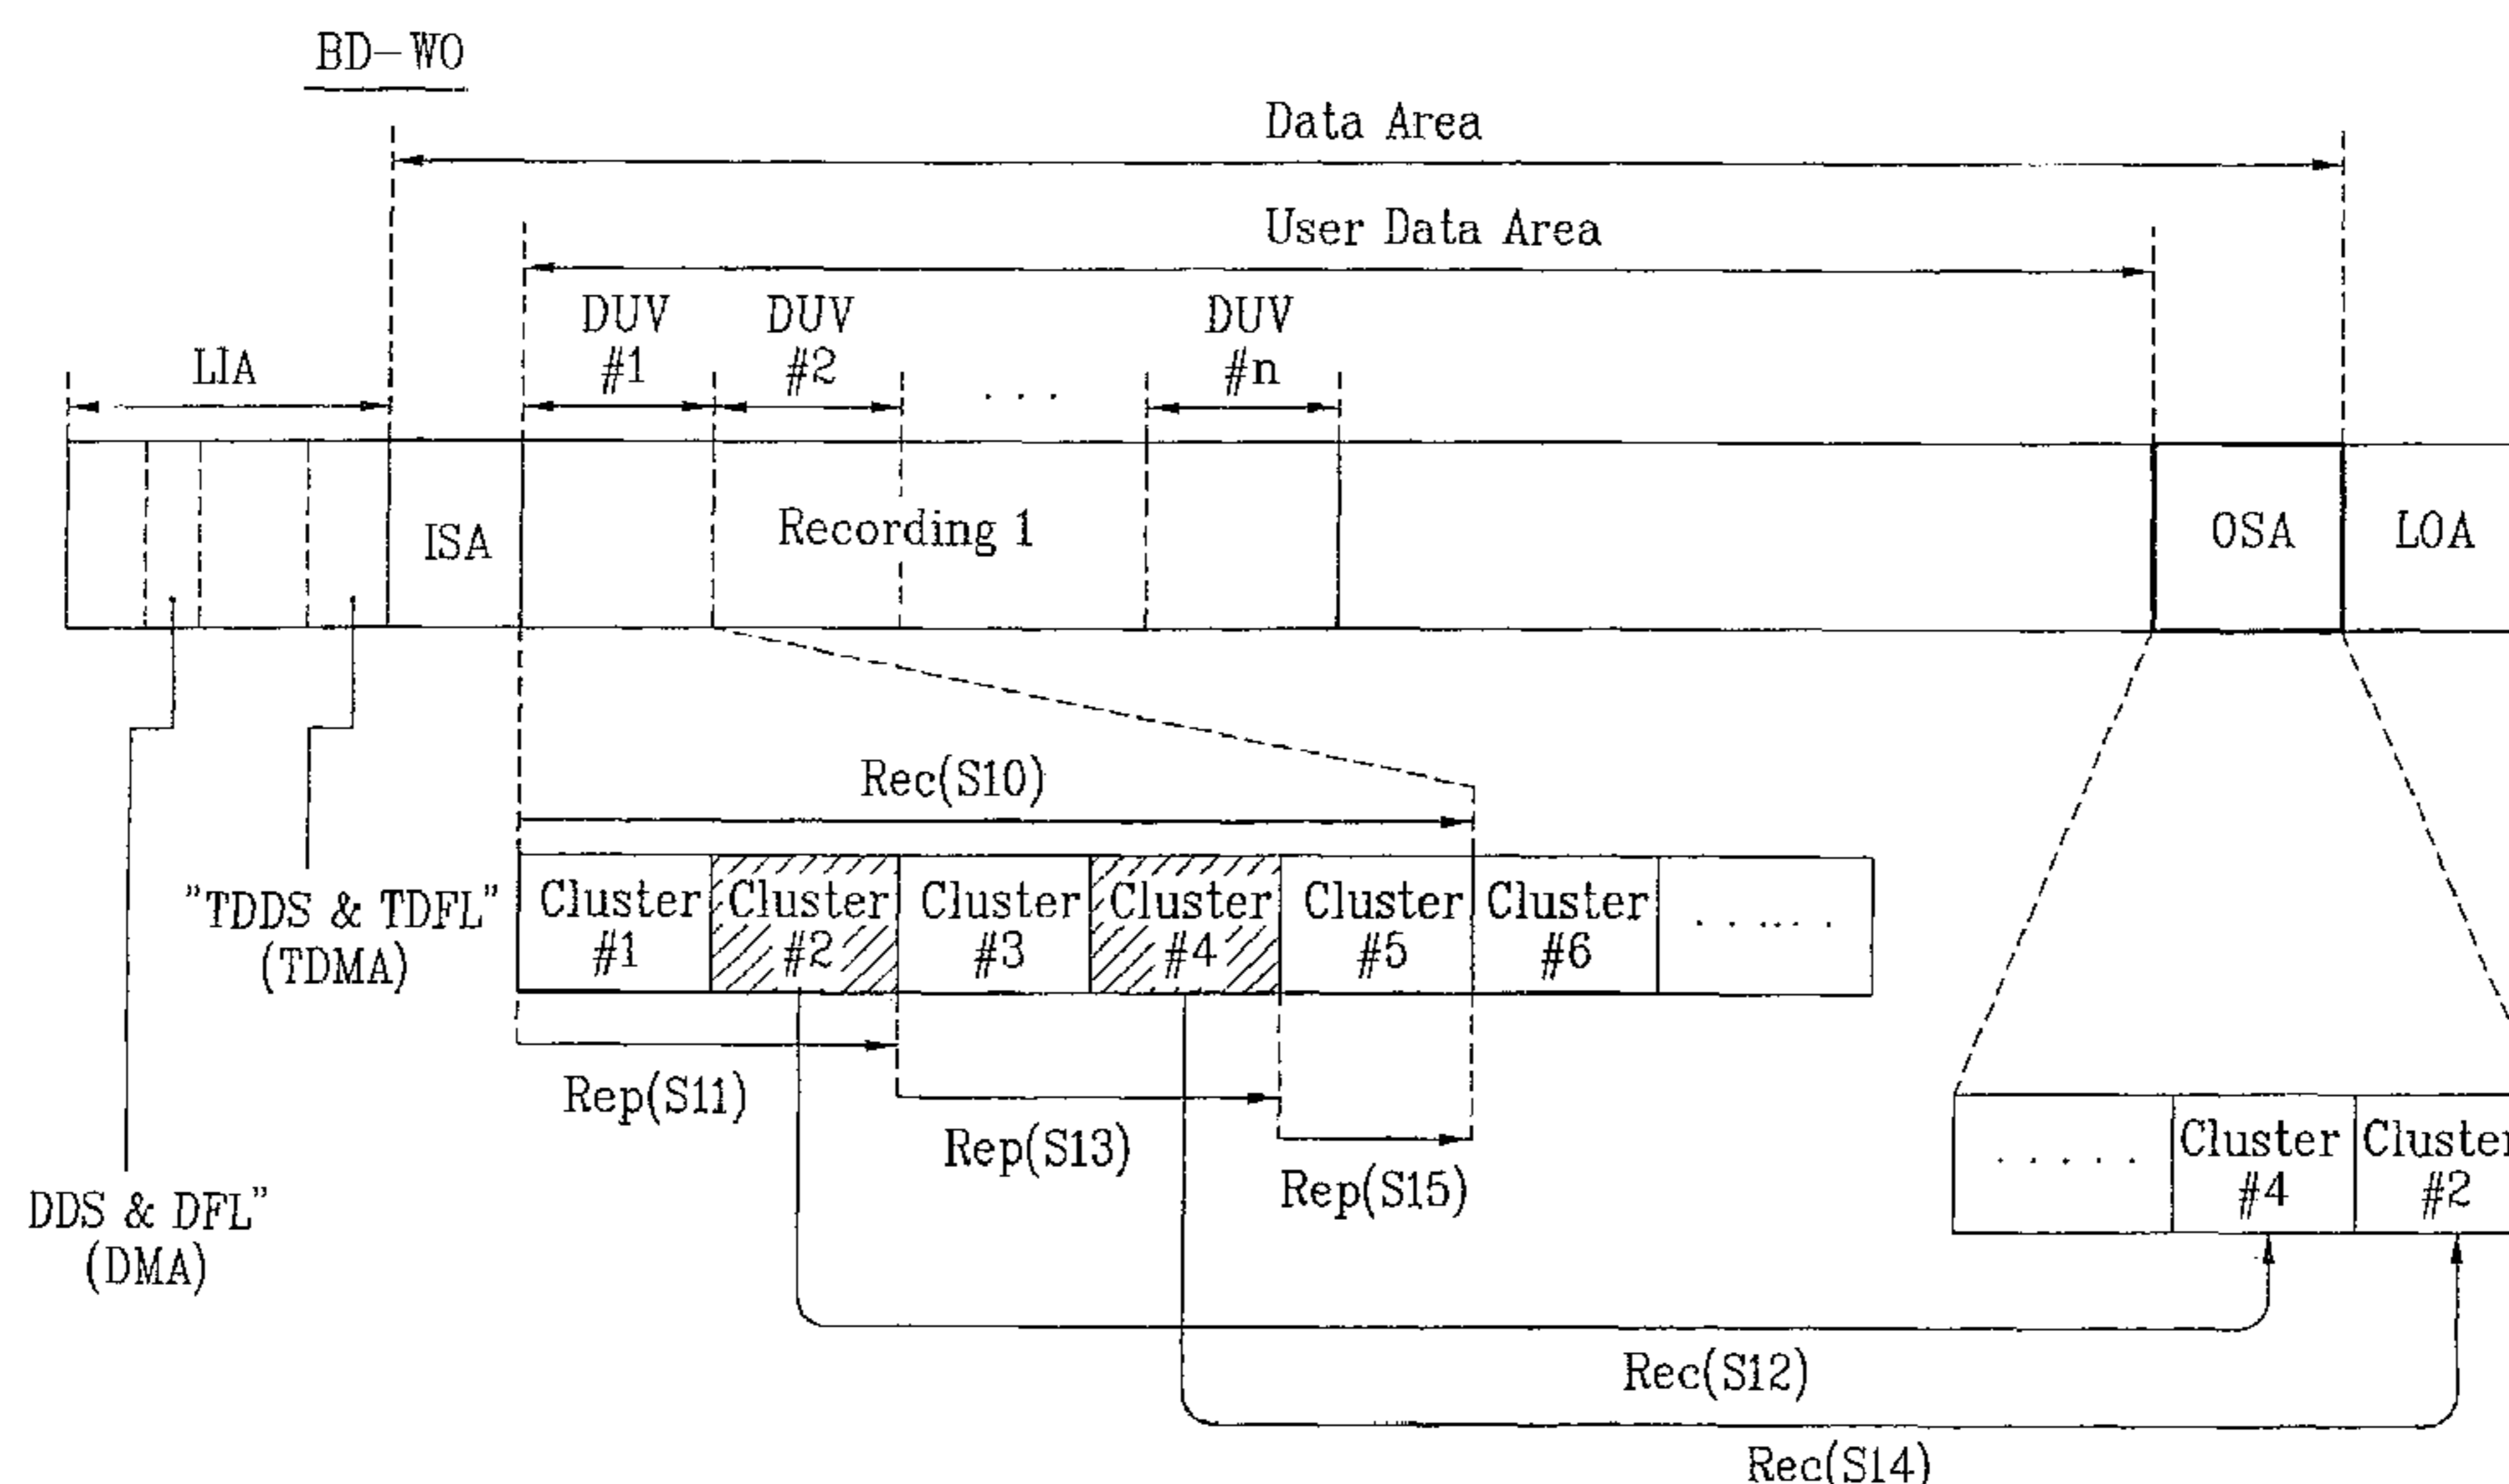 BD-WO
Data Area
User Data Area
DUV
#1
DUV
#2
. . .
DUV
#n
LIA
ISA
Recording 1
OSA
LOA
Rec(S10)
Cluster
#1
Cluster
#2
Cluster
#3
Cluster
#4
Cluster
#5
Cluster
#6
. . . . . .
"TDDS & TDFL"
(TDMA)
Rep(S11)
Rep(S13)
Rep(S15)
DDS & DFL"
(DMA)
. . . . .
Cluster
#4
Cluster
#2
Rec(S12)
Rec(S14)